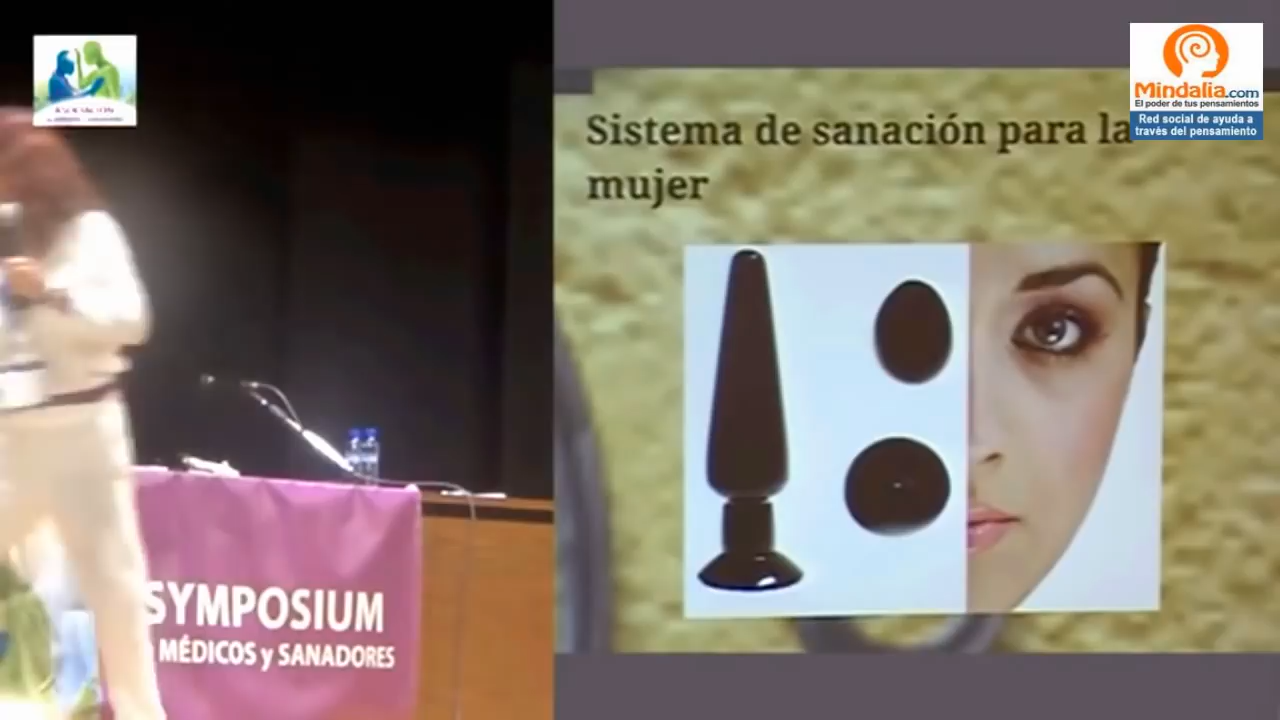 Sistema de sanación para la
mujer
Mindalia.com
El poder de tus pensamientos
Red social de ayuda a
través del pensamiento
SYMPOSIUM
MÉDICOS y SANADORES